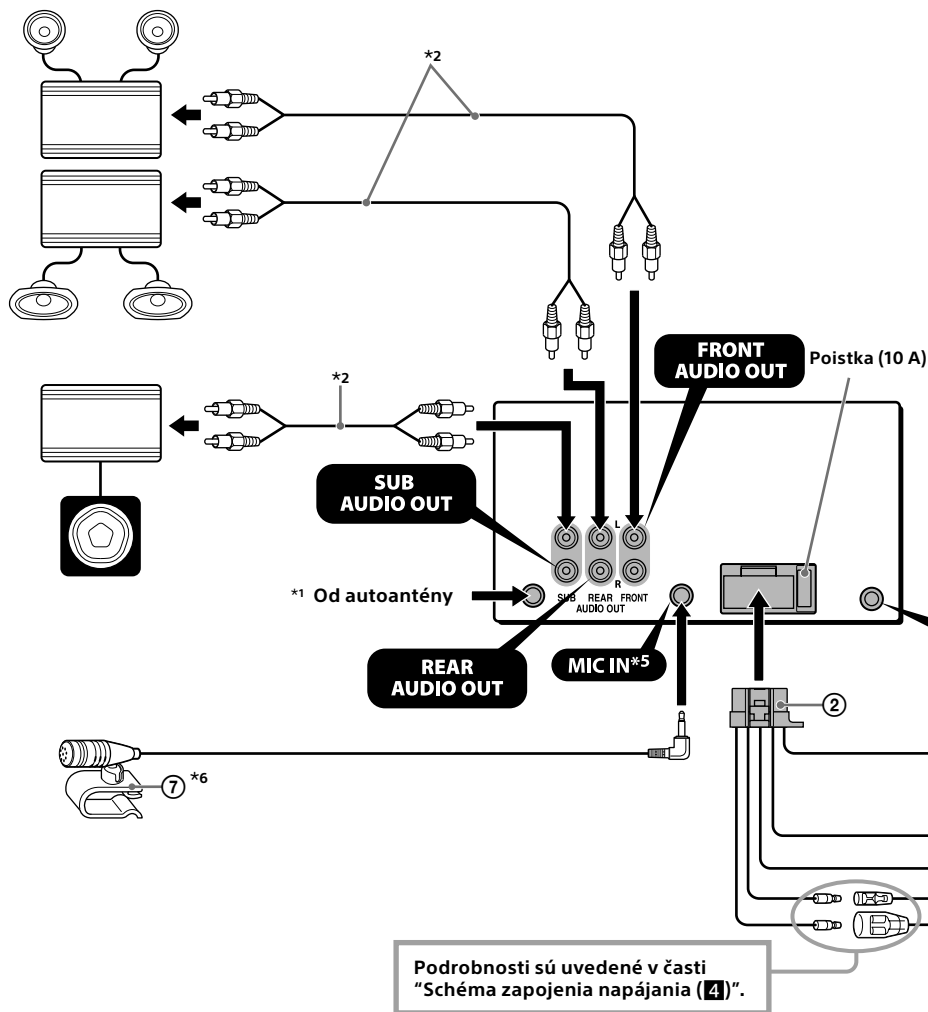 *2
FRONT
AUDIO OUT
Poistka (10 A)
*2
SUB
AUDIO OUT
L
*1 Od autoantény
R
SUB REAR FRONT
AUDIO OUT
REAR
AUDIO OUT
MIC IN*5
②
⑦ *6
Podrobnosti sú uvedené v časti
“Schéma zapojenia napájania (4)”.